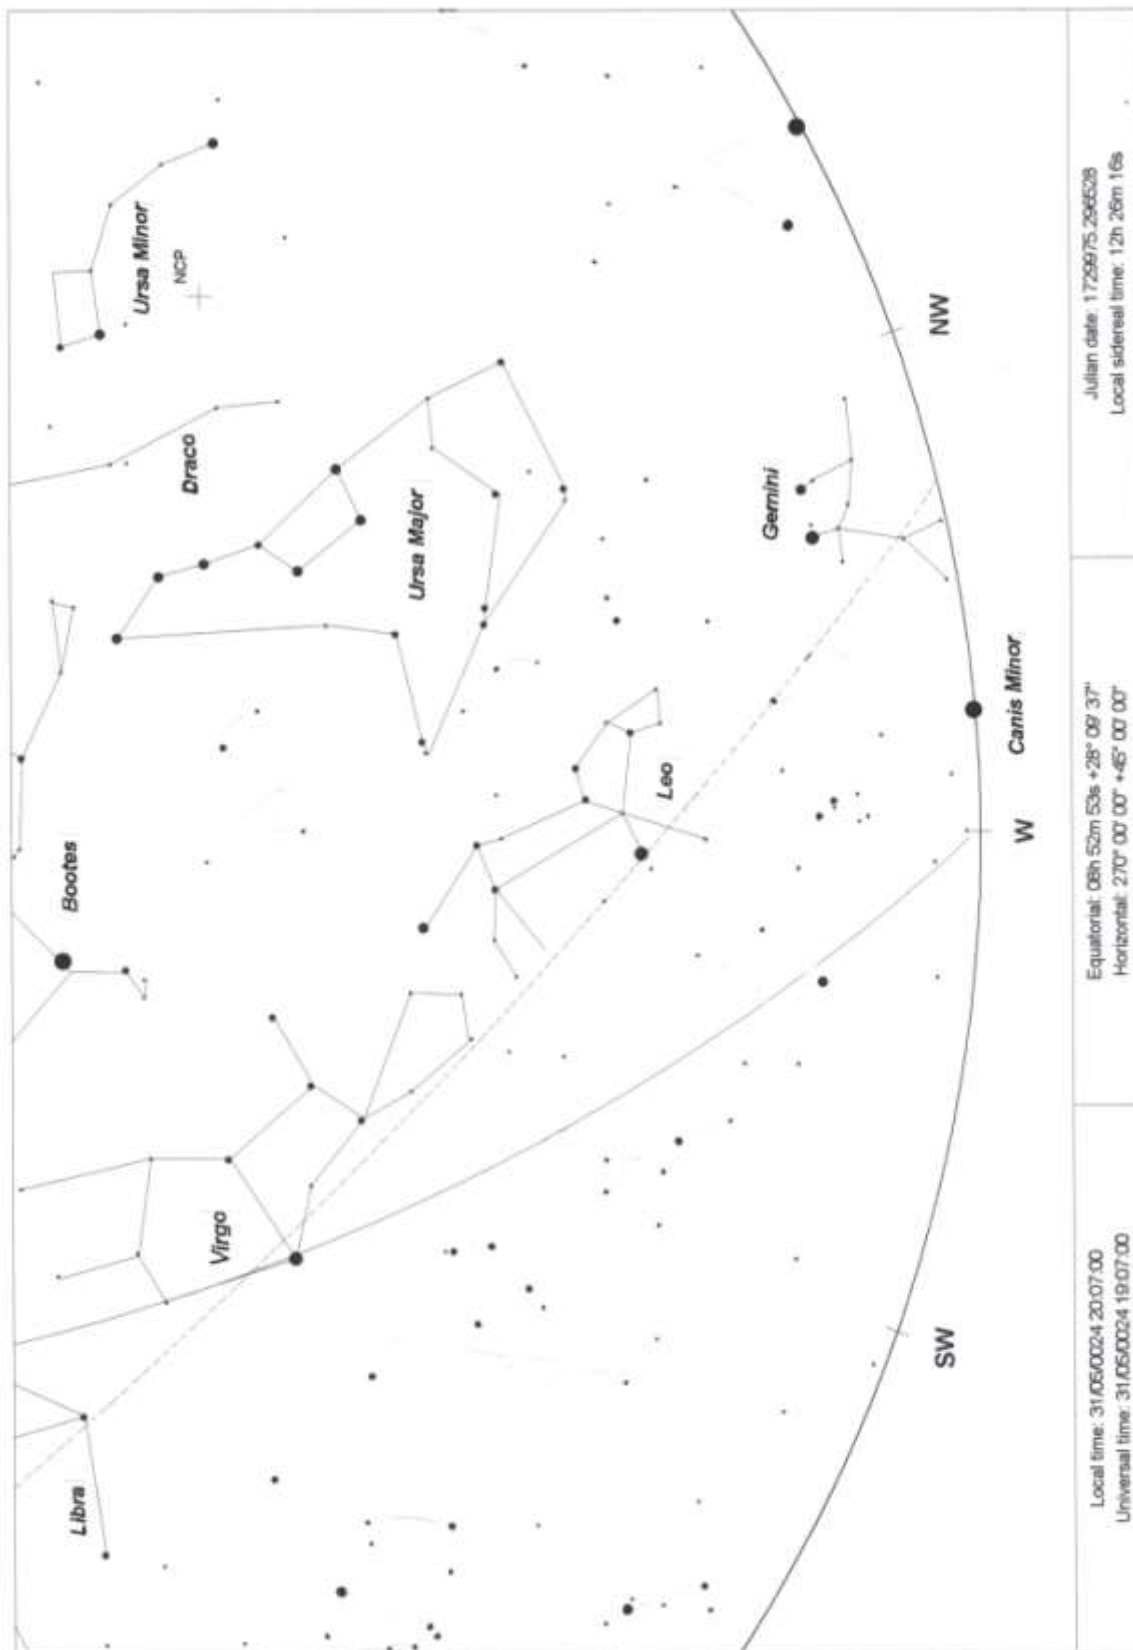 Ursa Minor
NCP
Draco
Ursa Major
Gemini
NW
Bootes
Leo
Canis Minor
W
Virgo
Libra
SW
Local time: 31/05/0024 20:07:00
Universal time: 31/05/0024 19:07:00
Equatorial: 08h 52m 53s +28° 09' 37"
Horizontal: 270° 00' 00" +45° 00' 00"
Julian date: 1729975.296528
Local sidereal time: 12h 26m 16s